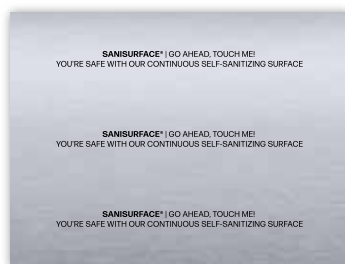 SANISURFACE® | GO AHEAD, TOUCH ME!
YOU'RE SAFE WITH OUR CONTINUOUS SELF-SANITIZING SURFACE
SANISURFACE® | GO AHEAD, TOUCH ME!
YOU'RE SAFE WITH OUR CONTINUOUS SELF-SANITIZING SURFACE
SANISURFACE® | GO AHEAD, TOUCH ME!
YOU'RE SAFE WITH OUR CONTINUOUS SELF-SANITIZING SURFACE